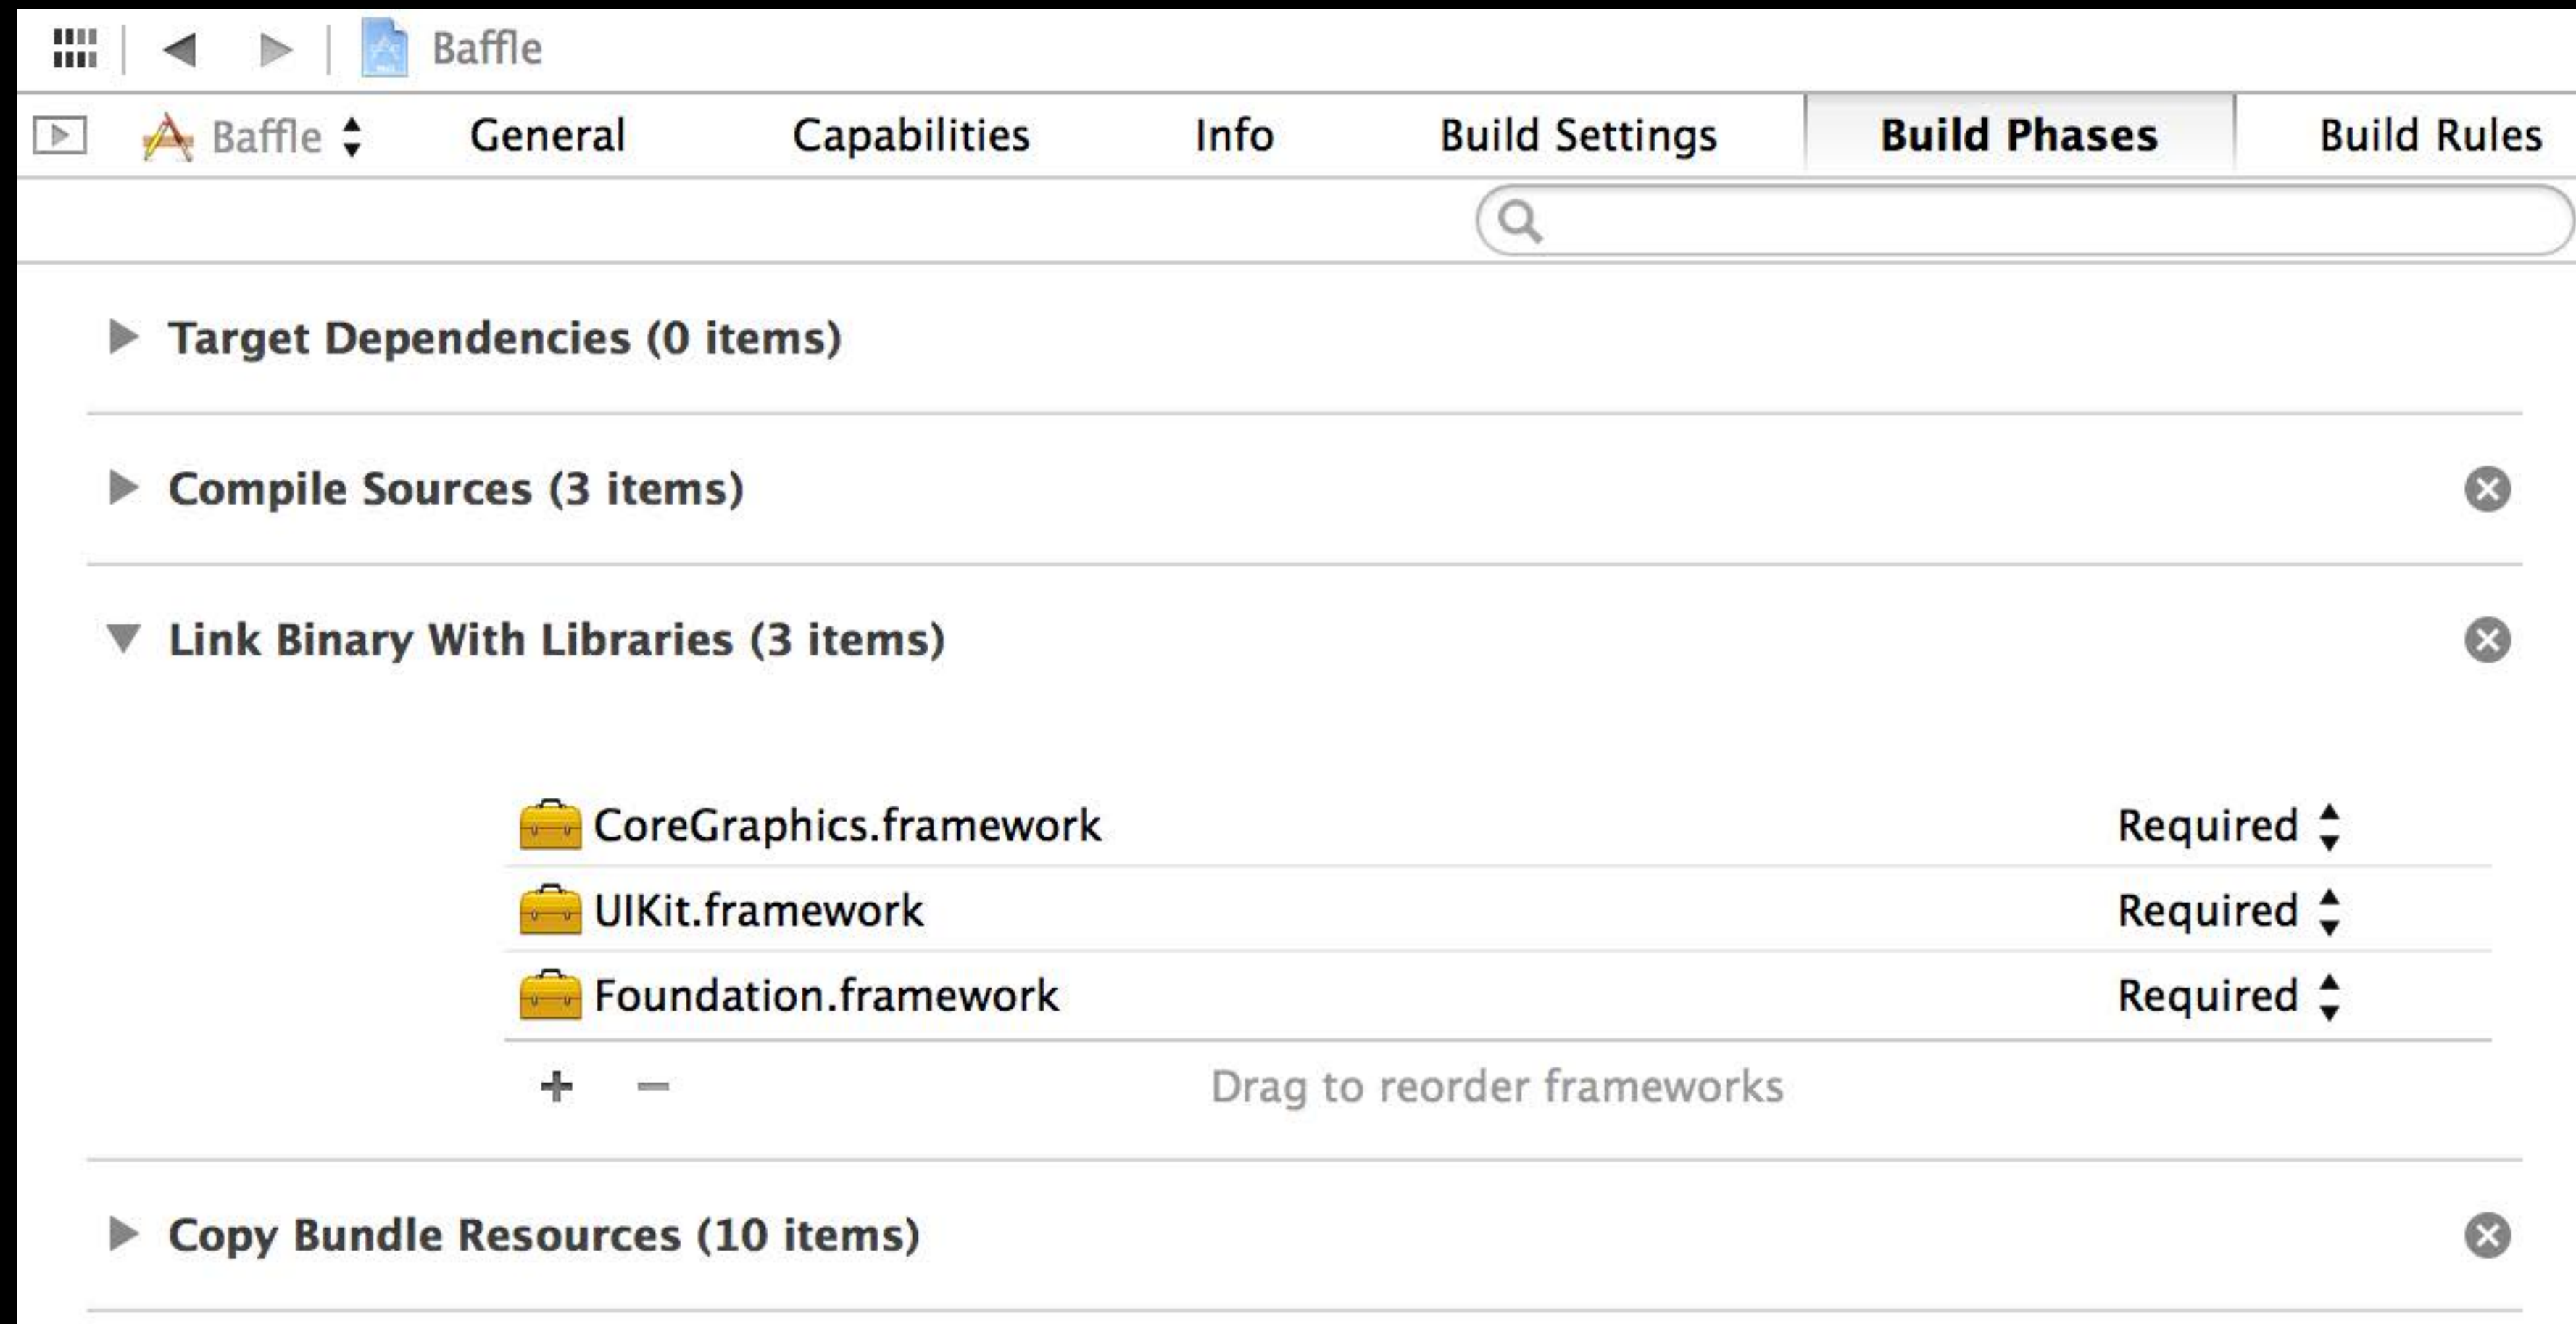 Baffle
Baffle General Capabilities Info Build Settings Build Phases Build Rules
Target Dependencies (0 items)
Compile Sources (3 items)
Link Binary With Libraries (3 items)
CoreGraphics.framework Required
UIKit.framework Required
Foundation.framework Required
+ −
Drag to reorder frameworks
Copy Bundle Resources (10 items)